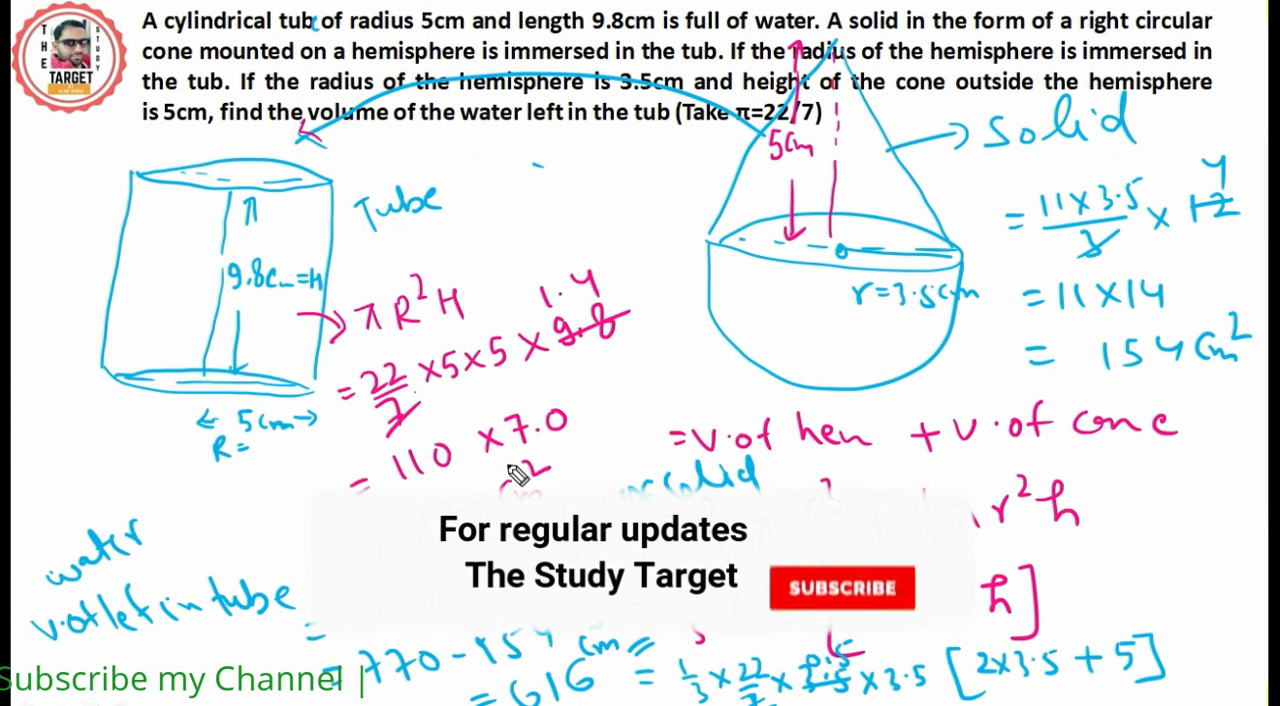 THE STUDY
TARGET
A cylindrical tub of radius 5cm and length 9.8cm is full of water. A solid in the form of a right circular
cone mounted on a hemisphere is immersed in the tub. If the radius of the hemisphere is immersed in
the tub. If the radius of the hemisphere is 3.5cm and height of the cone outside the hemisphere
is 5cm, find the volume of the water left in the tub (Take π=22/7)
Solid
5cm
Tube
9.8cm=H
r=3.5cm
← 5cm→
R=
→ πR²H
= 22/7 ×5×5 × 9.8 1.4
= 110 ×7.0
= 11×3.5/3 × 12 4
= 11×14
= 154cm²
=V.of hem + V.of cone
solid
r²h
h]
For regular updates
The Study Target
SUBSCRIBE
water
v.of left in tube
= 770-154 cm
= 616
= 1/3 × 22/7 × 3.5 ×3.5 [2×3.5 + 5]
Subscribe my Channel |